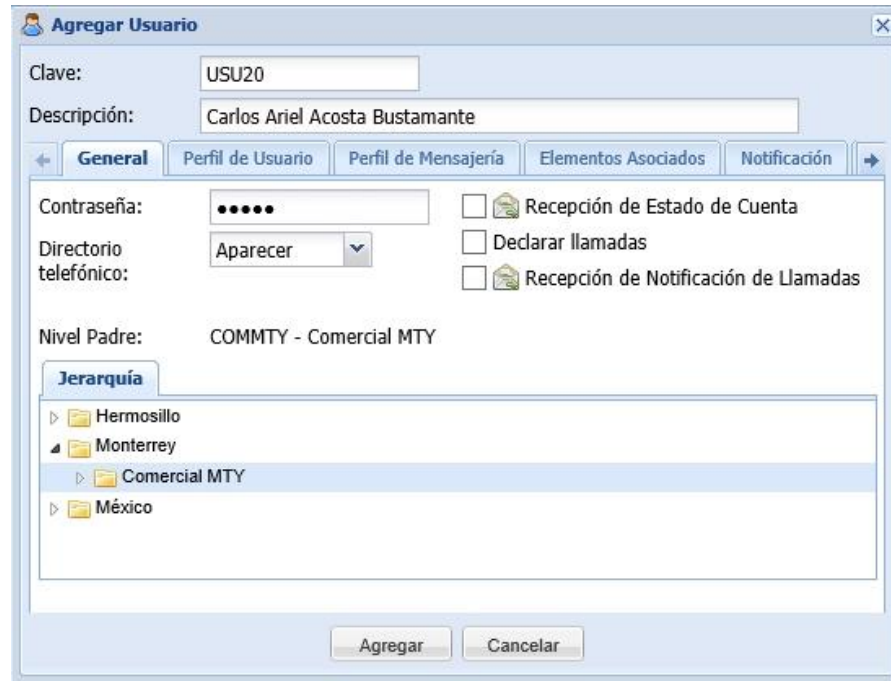 Agregar Usuario
Clave: USU20
Descripción: Carlos Ariel Acosta Bustamante
General Perfil de Usuario Perfil de Mensajería Elementos Asociados Notificación
Contraseña: ••••• Recepción de Estado de Cuenta
Directorio telefónico: Aparecer Declarar llamadas
Recepción de Notificación de Llamadas
Nivel Padre: COMMTY - Comercial MTY
Jerarquía
Hermosillo
Monterrey
Comercial MTY
México
Agregar Cancelar